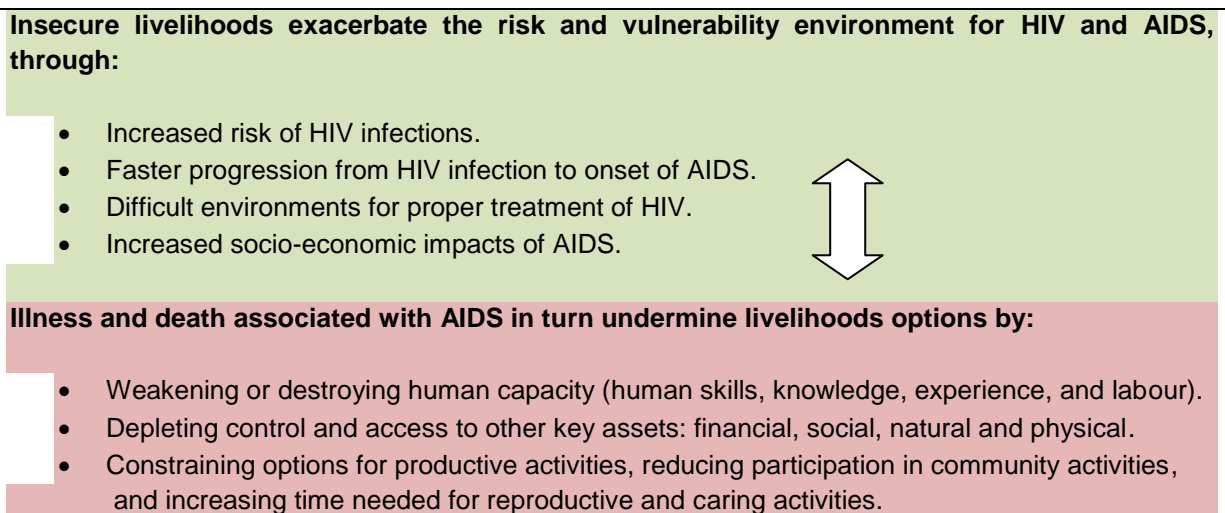 Insecure livelihoods exacerbate the risk and vulnerability environment for HIV and AIDS,
through:
• Increased risk of HIV infections.
• Faster progression from HIV infection to onset of AIDS.
• Difficult environments for proper treatment of HIV.
• Increased socio-economic impacts of AIDS.
Illness and death associated with AIDS in turn undermine livelihoods options by:
• Weakening or destroying human capacity (human skills, knowledge, experience, and labour).
• Depleting control and access to other key assets: financial, social, natural and physical.
• Constraining options for productive activities, reducing participation in community activities,
and increasing time needed for reproductive and caring activities.